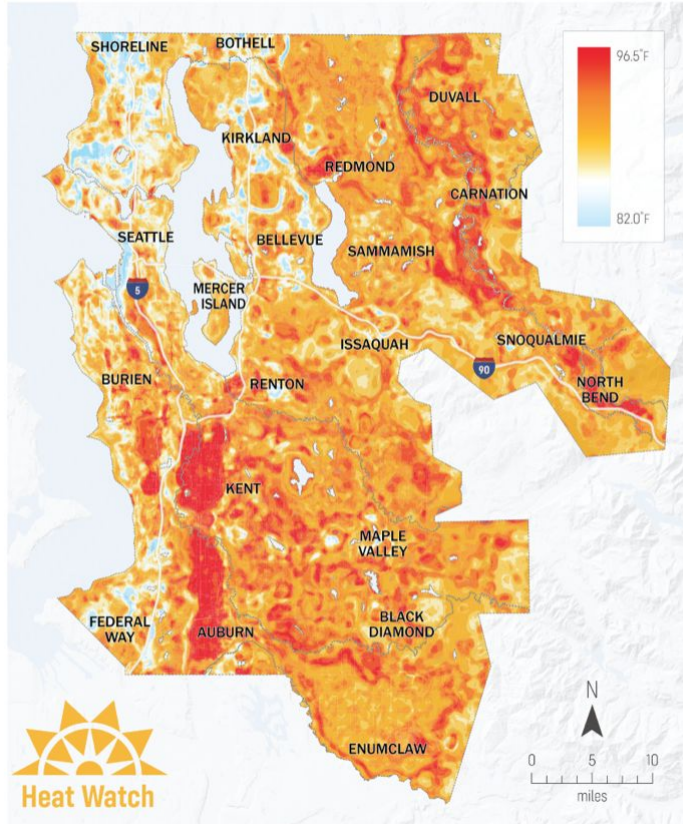 SHORELINE
BOTHELL
96.5°F
DUVALL
KIRKLAND
REDMOND
CARNATION
82.0°F
SEATTLE
BELLEVUE
SAMMAMISH
5
MERCER
ISLAND
ISSAQUAH
SNOQUALMIE
90
BURIEN
RENTON
NORTH
BEND
KENT
MAPLE
VALLEY
FEDERAL
WAY
AUBURN
BLACK
DIAMOND
N
ENUMCLAW
0 5 10
miles
Heat Watch